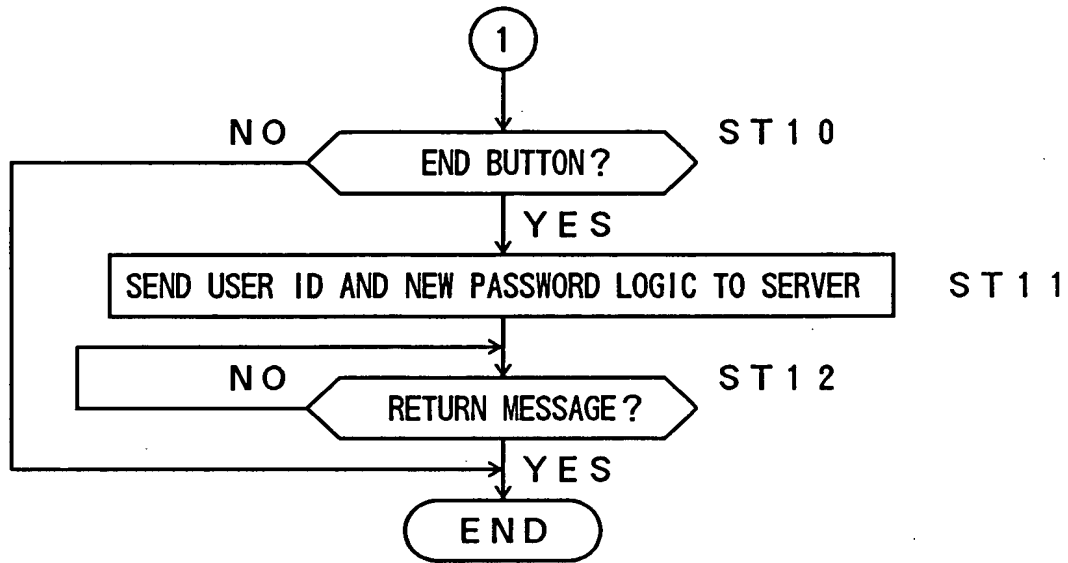 1
NO
END BUTTON?
ST10
YES
SEND USER ID AND NEW PASSWORD LOGIC TO SERVER
ST11
NO
RETURN MESSAGE?
ST12
YES
END